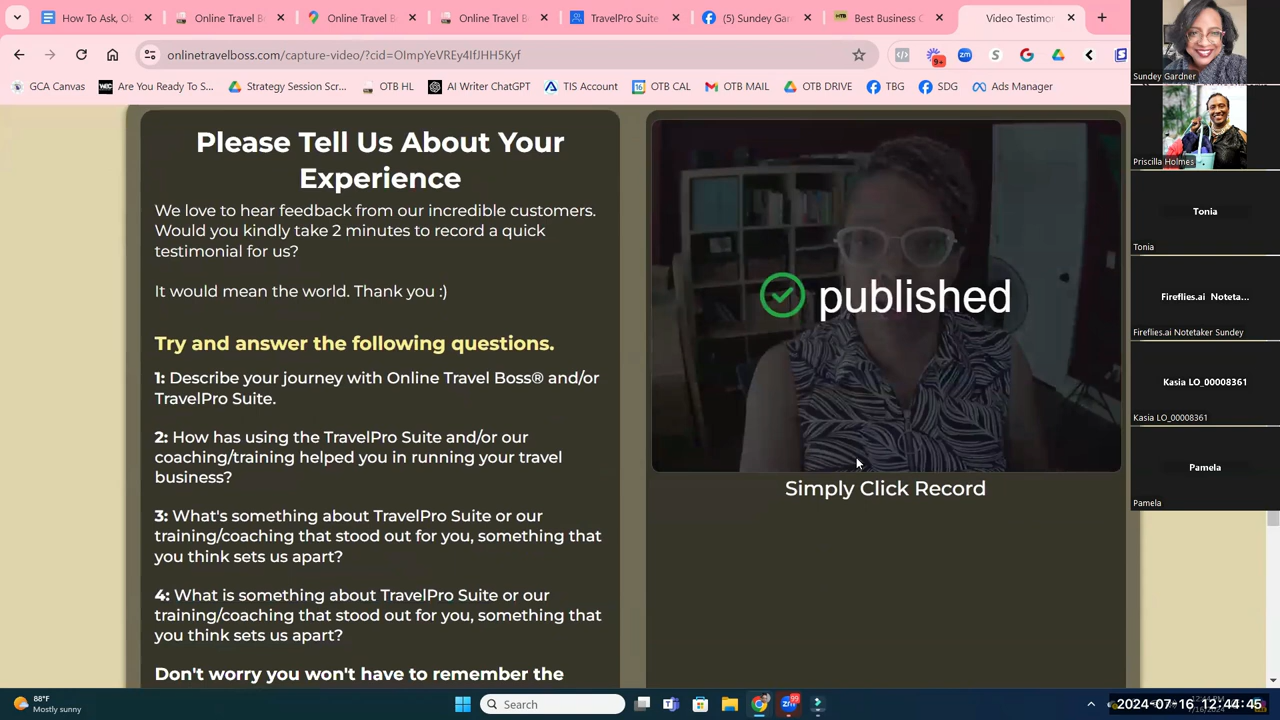 How To Ask, O
Online Travel B
Online Travel B
Online Travel B
TravelPro Suite
(5) Sundey Gar
Best Business C
Video Testimo
onlinetravelboss.com/capture-video/?cid=OlmpYeVREy4lfJHH5Kyf
9+
GCA Canvas
Are You Ready To S...
Strategy Session Scr...
OTB HL
AI Writer ChatGPT
TIS Account
OTB CAL
OTB MAIL
OTB DRIVE
TBG
SDG
Ads Manager
Please Tell Us About Your
Experience
We love to hear feedback from our incredible customers.
Would you kindly take 2 minutes to record a quick
testimonial for us?
It would mean the world. Thank you :)
Try and answer the following questions.
1: Describe your journey with Online Travel Boss® and/or
TravelPro Suite.
2: How has using the TravelPro Suite and/or our
coaching/training helped you in running your travel
business?
3: What's something about TravelPro Suite or our
training/coaching that stood out for you, something that
you think sets us apart?
4: What is something about TravelPro Suite or our
training/coaching that stood out for you, something that
you think sets us apart?
Don't worry you won't have to remember the
published
Simply Click Record
Sundey Gardner
Priscilla Holmes
Tonia
Tonia
Fireflies.ai Noteta...
Fireflies.ai Notetaker Sundey
Kasia LO_00008361
Kasia LO_00008361
Pamela
Pamela
88°F
Mostly sunny
Search
99
2024-07-16 12:44:45